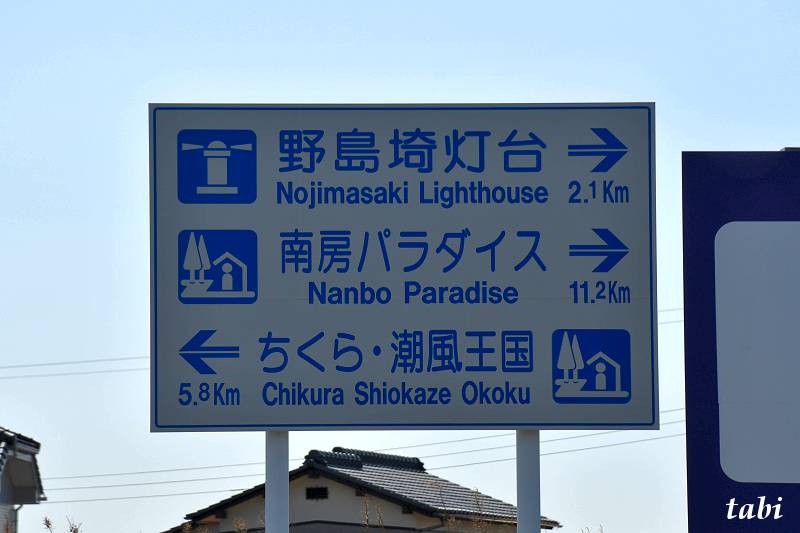 野島埼灯台
Nojimasaki Lighthouse 2.1Km
南房パラダイス
Nanbo Paradise 11.2Km
ちくら・潮風王国
5.8Km Chikura Shiokaze Okoku
tabi